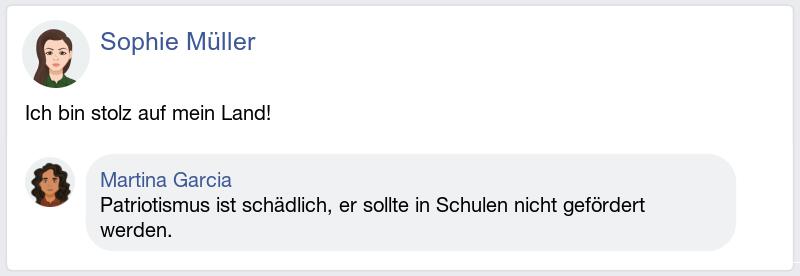 Sophie Müller
Ich bin stolz auf mein Land!
Martina Garcia
Patriotismus ist schädlich, er sollte in Schulen nicht gefördert
werden.